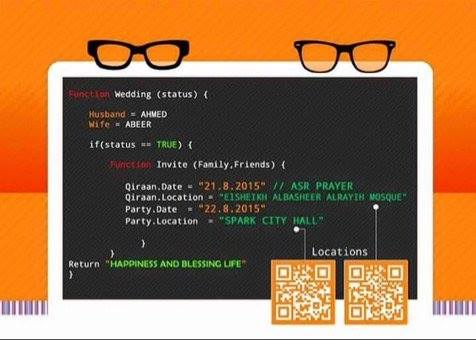 Function Wedding (status) {
Husband = AHMED
Wife = ABEER
if(status == TRUE) {
Function Invite (Family,Friends) {
Qiraan.Date = "21.8.2015" // ASR PRAYER
Qiraan.Location = "ElSHEIKH ALBASHEER ALRAYIH MOSQUE"
Party.Date = "22.8.2015"
Party.Location = "SPARK CITY HALL"
}
}
Locations
Return "HAPPINESS AND BLESSING LIFE"
}